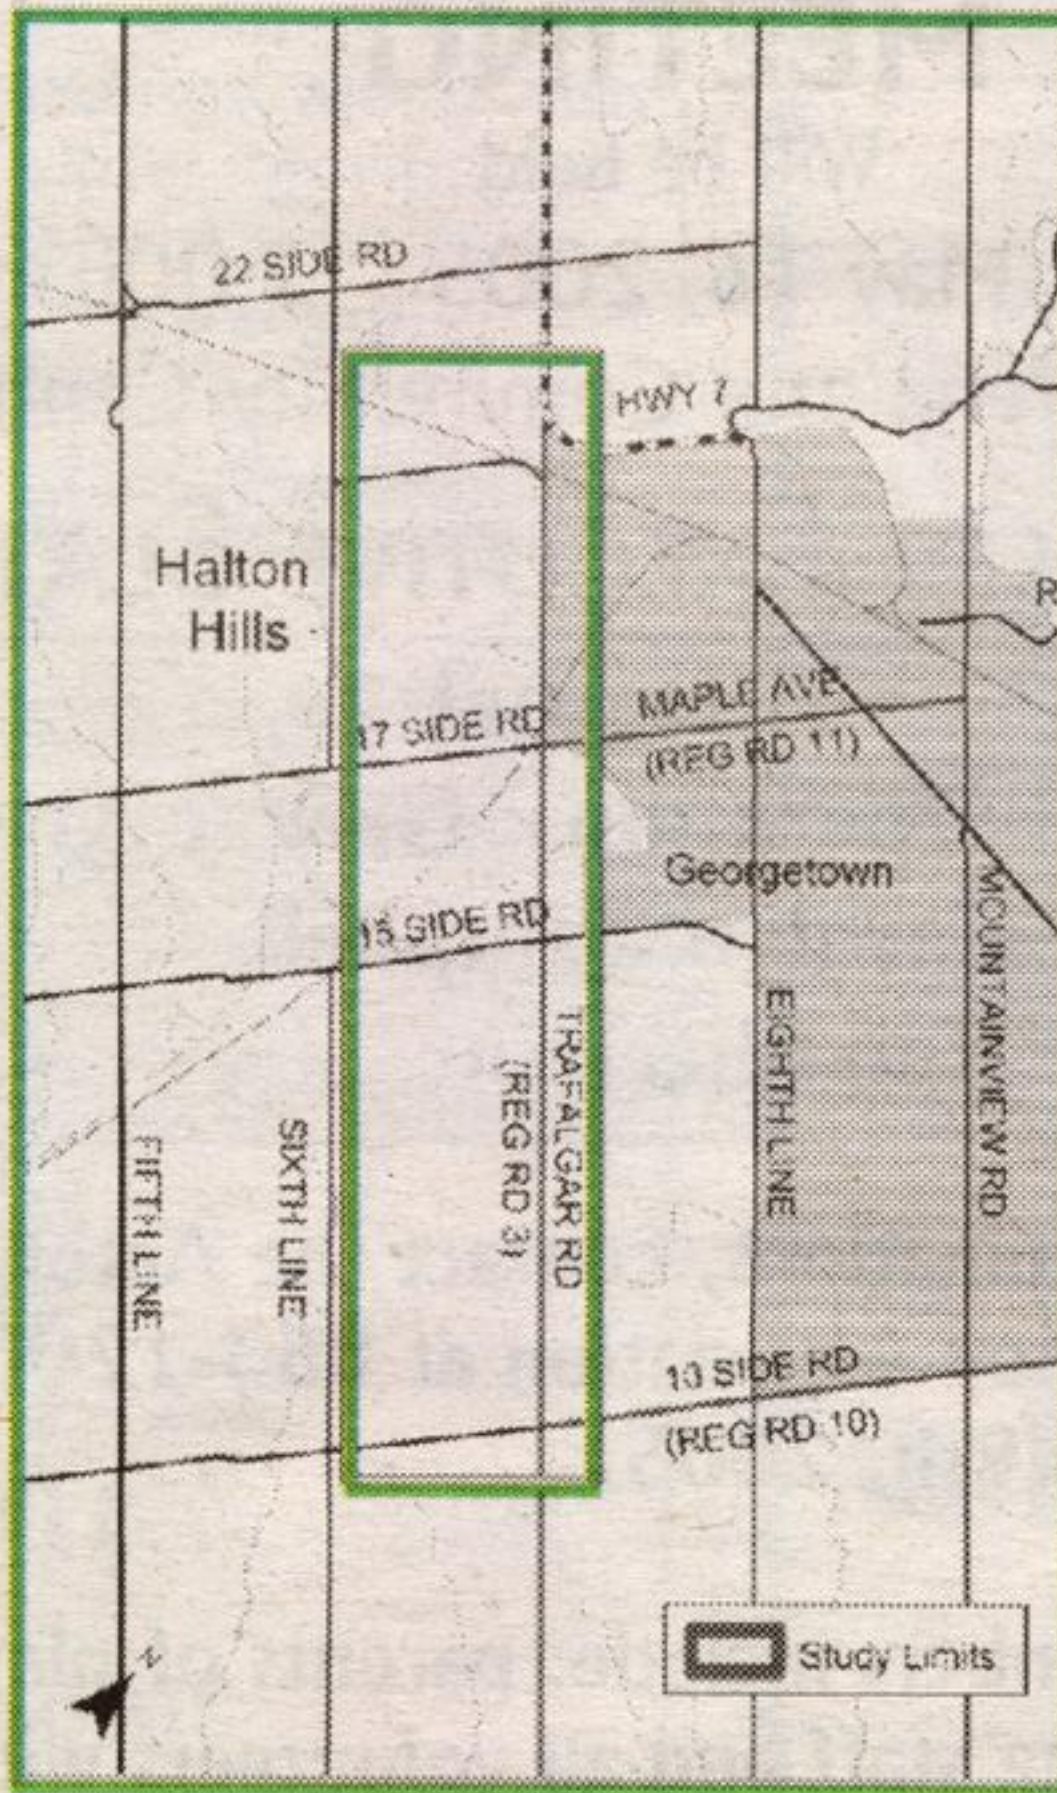 22 SIDE RD
HWY 7
Halton
Hills
17 SIDE RD
MAPLE AVE
(REG RD 11)
Georgetown
15 SIDE RD
MOUNTAINVIEW RD
EIGHTH LINE
TRAFALGAR RD
(REG RD 3)
SIXTH LINE
FIFTH LINE
10 SIDE RD
(REG RD 10)
Study Limits
N
R